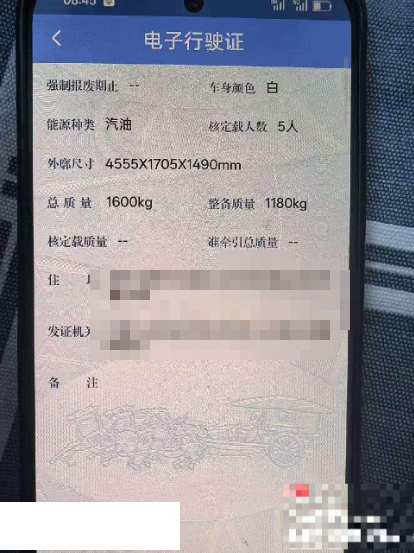 08:45
电子行驶证
强制报废期止 -- 车身颜色 白
能源种类 汽油 核定载人数 5人
外廓尺寸 4555X1705X1490mm
总质量 1600kg 整备质量 1180kg
核定载质量 -- 准牵引总质量 --
住
发证机关
备注